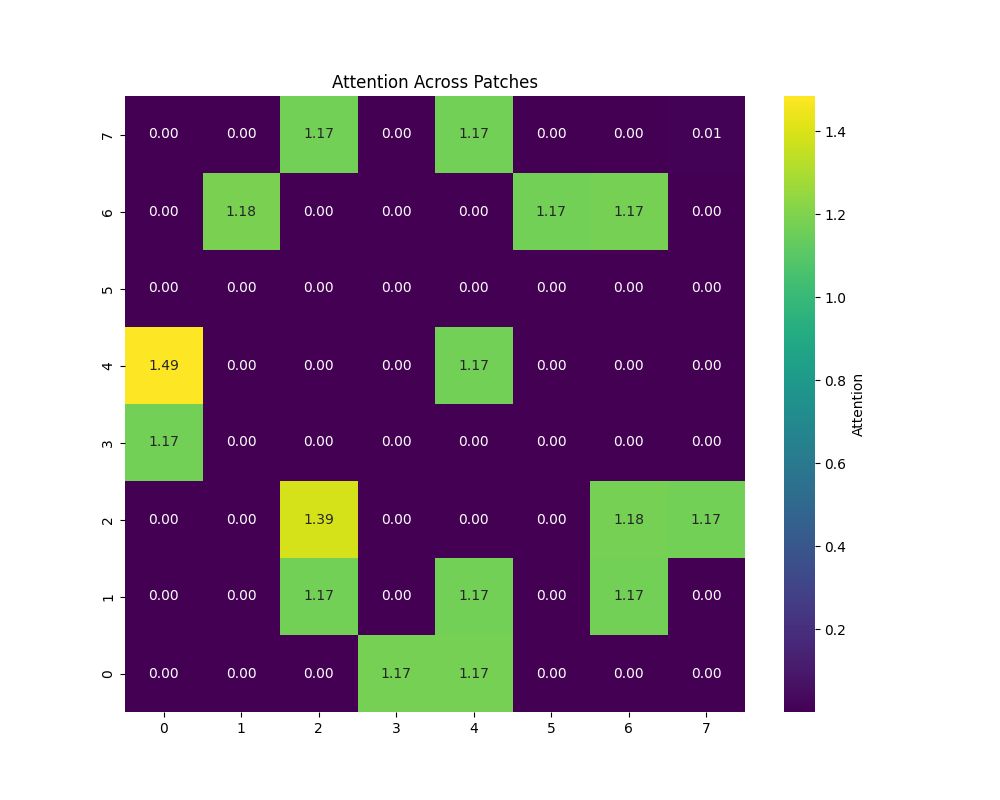 Attention Across Patches
7 0.00 0.00 1.17 0.00 1.17 0.00 0.00 0.01
6 0.00 1.18 0.00 0.00 0.00 1.17 1.17 0.00
5 0.00 0.00 0.00 0.00 0.00 0.00 0.00 0.00
4 1.49 0.00 0.00 0.00 1.17 0.00 0.00 0.00
3 1.17 0.00 0.00 0.00 0.00 0.00 0.00 0.00
2 0.00 0.00 1.39 0.00 0.00 0.00 1.18 1.17
1 0.00 0.00 1.17 0.00 1.17 0.00 1.17 0.00
0 0.00 0.00 0.00 1.17 1.17 0.00 0.00 0.00
0 1 2 3 4 5 6 7
1.4
1.2
1.0
0.8
0.6
0.4
0.2
Attention